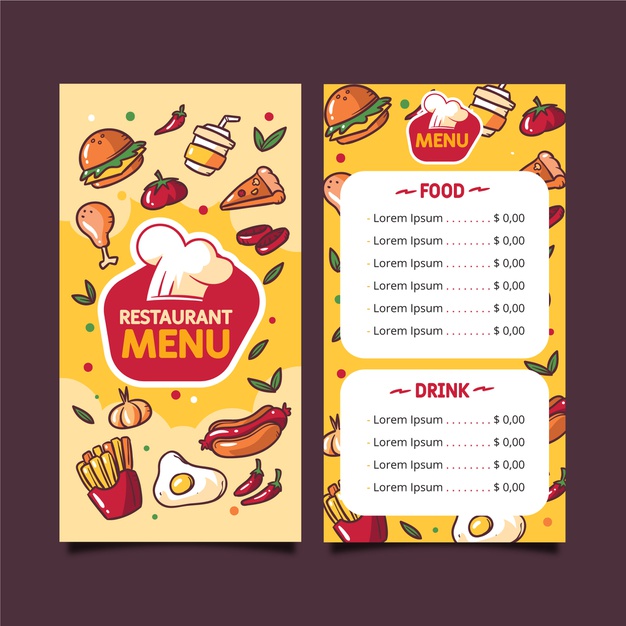 RESTAURANT
MENU
MENU
FOOD
- Lorem Ipsum . . . . . . . $ 0,00
- Lorem Ipsum . . . . . . . $ 0,00
- Lorem Ipsum . . . . . . . $ 0,00
- Lorem Ipsum . . . . . . . $ 0,00
- Lorem Ipsum . . . . . . . $ 0,00
- Lorem Ipsum . . . . . . . $ 0,00
DRINK
- Lorem Ipsum . . . . . . . $ 0,00
- Lorem Ipsum . . . . . . . $ 0,00
- Lorem Ipsum . . . . . . . $ 0,00
- Lorem Ipsum . . . . . . . $ 0,00